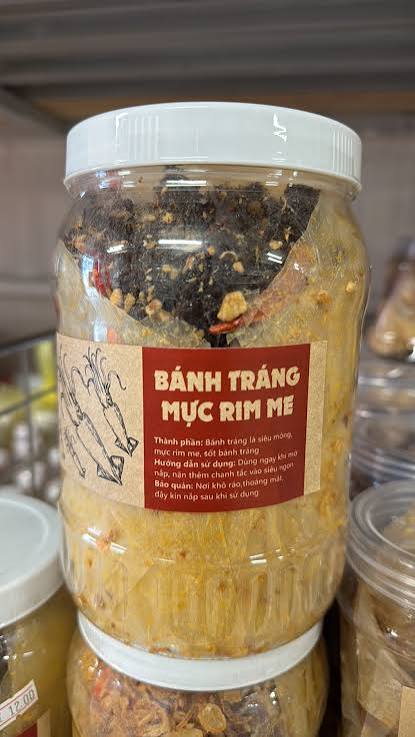 BÁNH TRÁNG
MỰC RIM ME
Thành phần: Bánh tráng lá siêu mỏng,
mực rim me, sốt bánh tráng
Hướng dẫn sử dụng: Dùng ngay khi mở
nắp, nặn thêm chanh tắc vào siêu ngon
Bảo quản: Nơi khô ráo,thoáng mát,
đậy kín nắp sau khi sử dụng
12.00